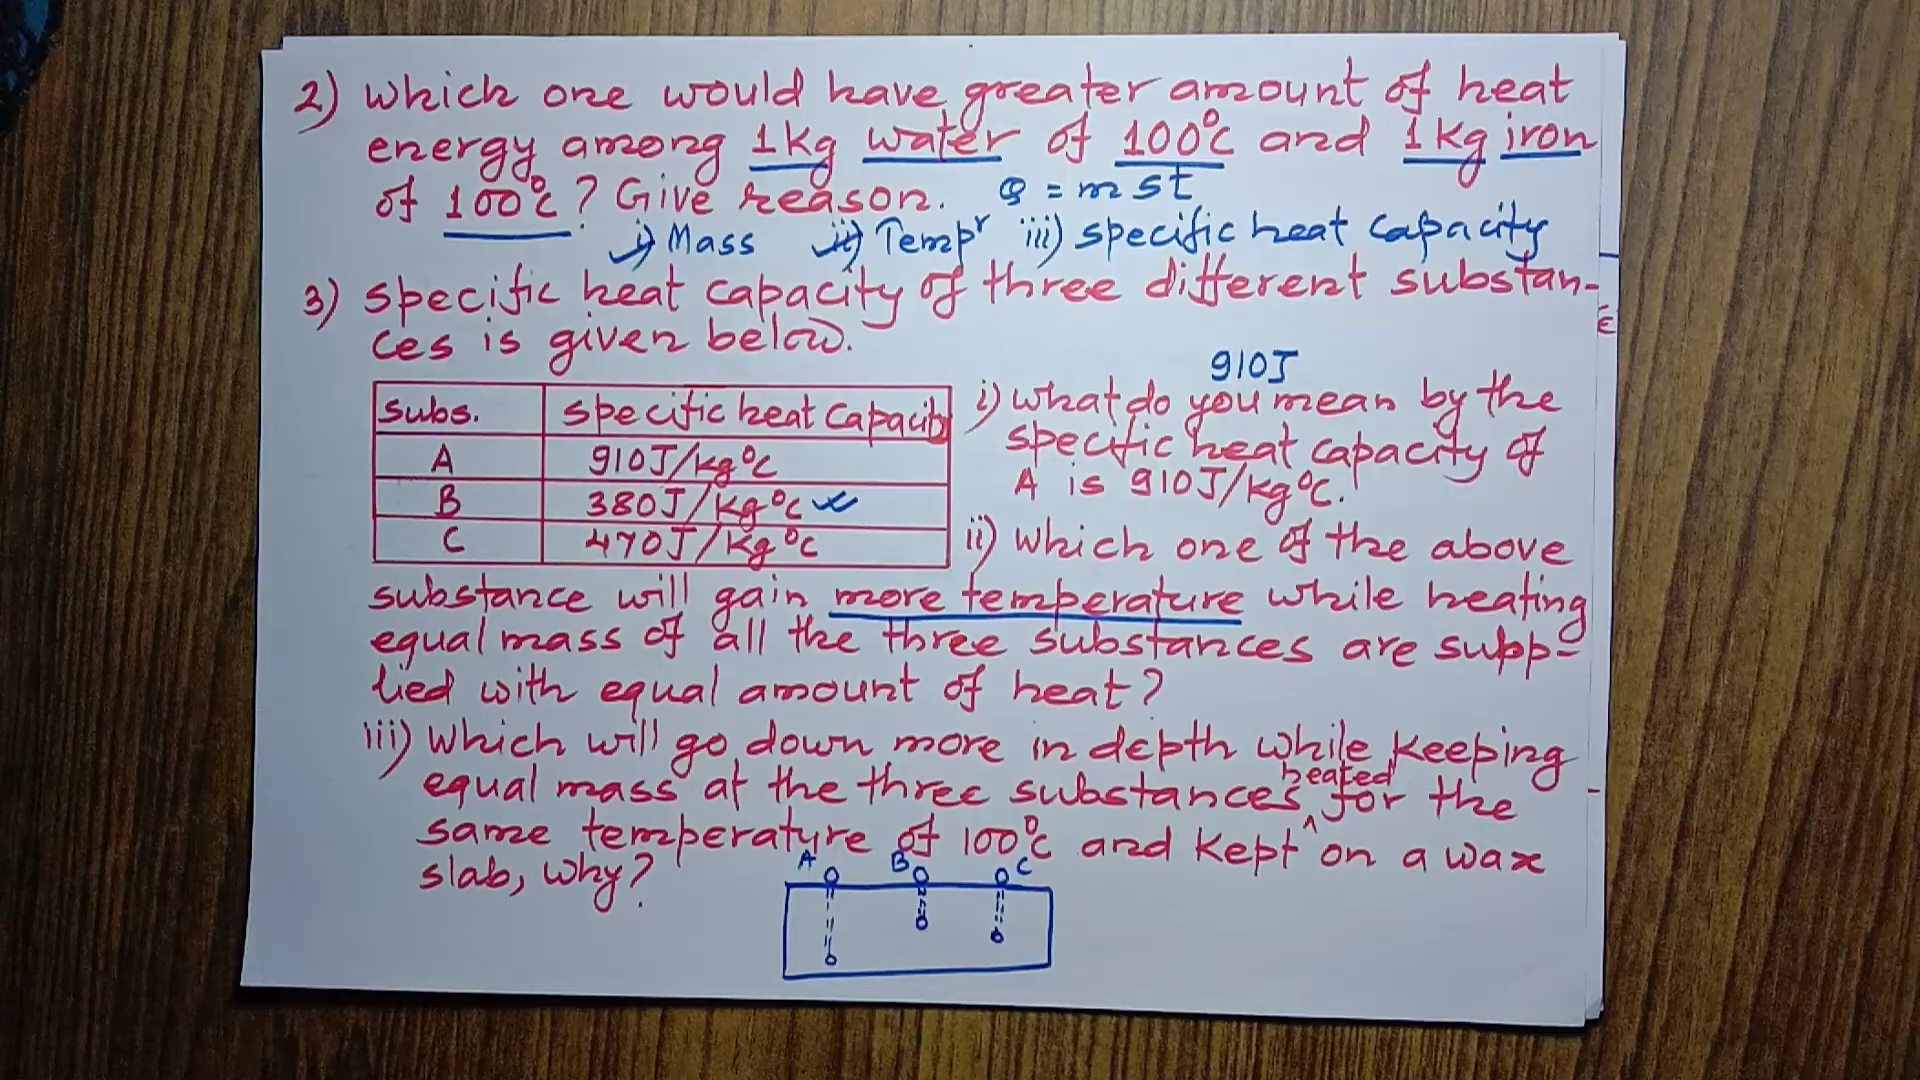 2) which one would have greater amount of heat
energy among 1kg water of 100°c and 1kg iron
of 100°c? Give reason. Q = mst
i) Mass ii) Tempr iii) specific heat capacity
3) specific heat capacity of three different substan-
ces is given below.
910J
Subs. specific heat capacity
A 910J/kg°c
B 380J/kg°c
C 470J/kg°c
i) what do you mean by the
specific heat capacity of
A is 910J/kg°c.
ii) which one of the above
substance will gain more temperature while heating
equal mass of all the three substances are supp-
lied with equal amount of heat?
iii) which will go down more in depth while keeping
equal mass at the three substances heated for the
same temperature of 100°c and kept on a wax
slab, why?
A B C